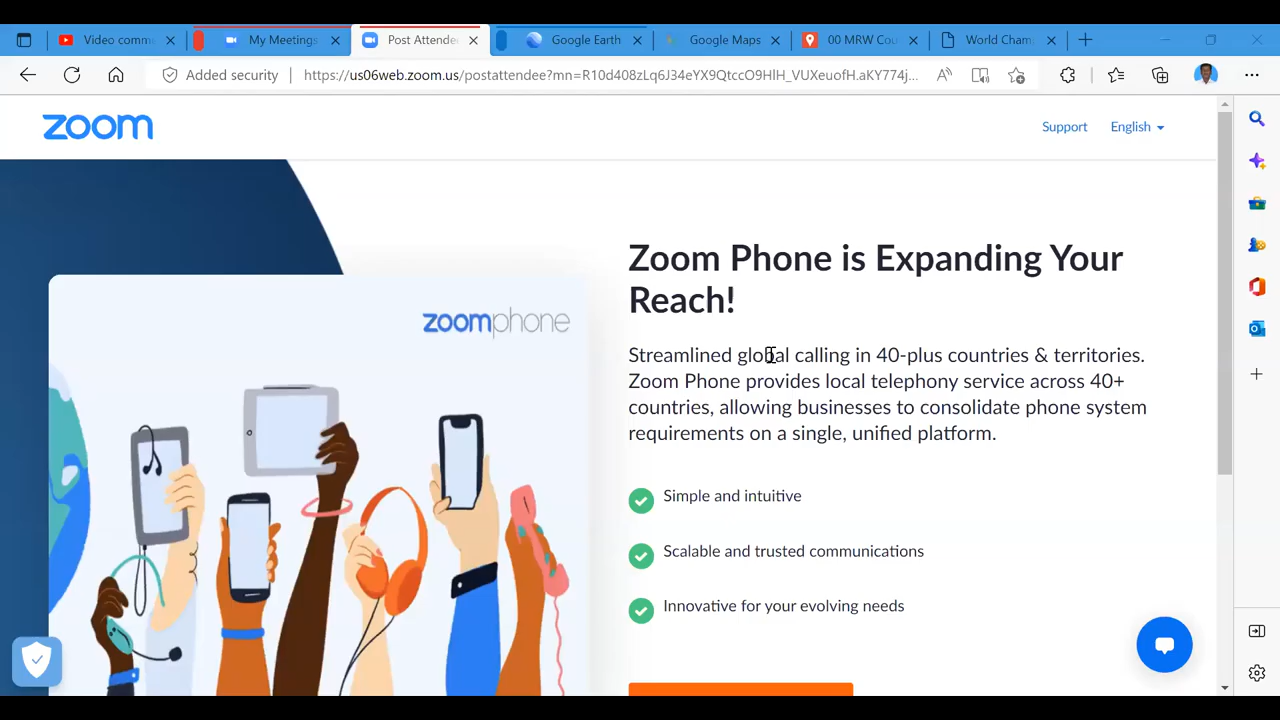 Video comm
My Meetings
Post Attende
Google Earth
Google Maps
00 MRW Cou
World Cham
Added security
https://us06web.zoom.us/postattendee?mn=R10d408zLq6J34eYX9QtccO9HlH_VUXeuofH.aKY774j...
zoom
Support
English
Zoom Phone is Expanding Your
Reach!
zoomphone
Streamlined global calling in 40-plus countries & territories.
Zoom Phone provides local telephony service across 40+
countries, allowing businesses to consolidate phone system
requirements on a single, unified platform.
Simple and intuitive
Scalable and trusted communications
Innovative for your evolving needs